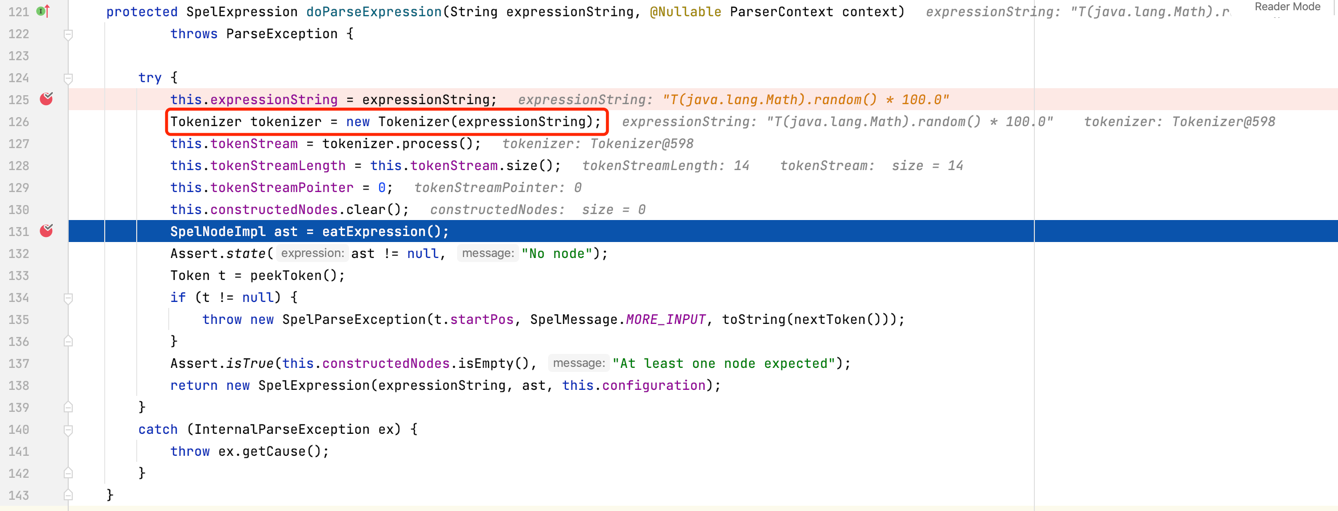 Reader Mode
121 protected SpelExpression doParseExpression(String expressionString, @Nullable ParserContext context) expressionString: "T(java.lang.Math).r
122 throws ParseException {
123
124 try {
125 this.expressionString = expressionString; expressionString: "T(java.lang.Math).random() * 100.0"
126 Tokenizer tokenizer = new Tokenizer(expressionString); expressionString: "T(java.lang.Math).random() * 100.0" tokenizer: Tokenizer@598
127 this.tokenStream = tokenizer.process(); tokenizer: Tokenizer@598
128 this.tokenStreamLength = this.tokenStream.size(); tokenStreamLength: 14 tokenStream: size = 14
129 this.tokenStreamPointer = 0; tokenStreamPointer: 0
130 this.constructedNodes.clear(); constructedNodes: size = 0
131 SpelNodeImpl ast = eatExpression();
132 Assert.state( expression: ast != null, message: "No node");
133 Token t = peekToken();
134 if (t != null) {
135 throw new SpelParseException(t.startPos, SpelMessage.MORE_INPUT, toString(nextToken()));
136 }
137 Assert.isTrue(this.constructedNodes.isEmpty(), message: "At least one node expected");
138 return new SpelExpression(expressionString, ast, this.configuration);
139 }
140 catch (InternalParseException ex) {
141 throw ex.getCause();
142 }
143 }